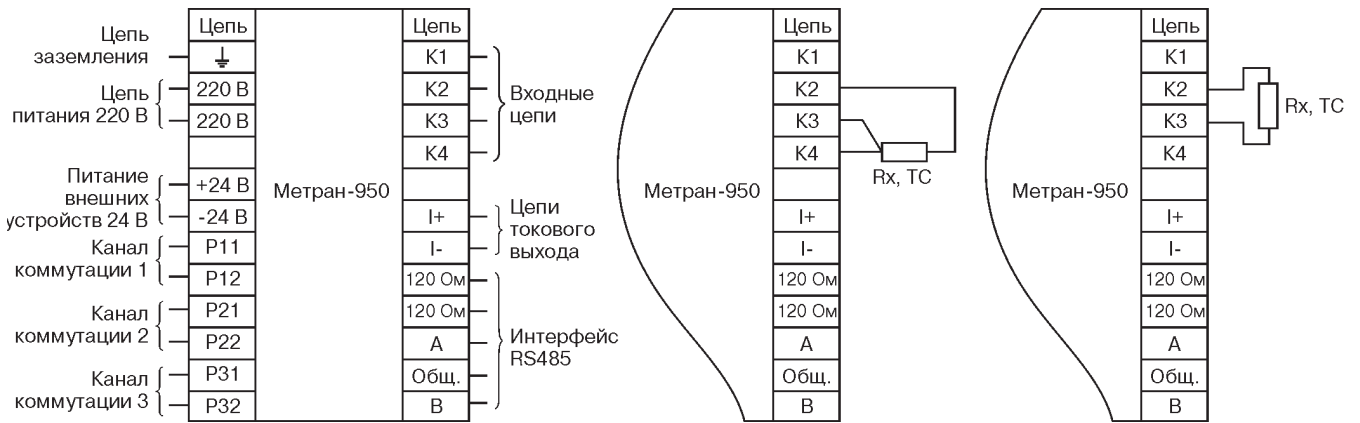 Цепь
заземления
Цепь
питания 220 В
Питание
внешних
устройств 24 В
Канал
коммутации 1
Канал
коммутации 2
Канал
коммутации 3
Цепь
220 В
220 В
+24 В
-24 В
P11
P12
P21
P22
P31
P32
Метран-950
Цепь
K1
K2
K3
K4
I+
I-
120 Ом
120 Ом
A
Общ.
B
Входные
цепи
Цепи
токового
выхода
Интерфейс
RS485
Метран-950
Цепь
K1
K2
K3
K4
I+
I-
120 Ом
120 Ом
A
Общ.
B
Rx, TC
Метран-950
Цепь
K1
K2
K3
K4
I+
I-
120 Ом
120 Ом
A
Общ.
B
Rx, TC